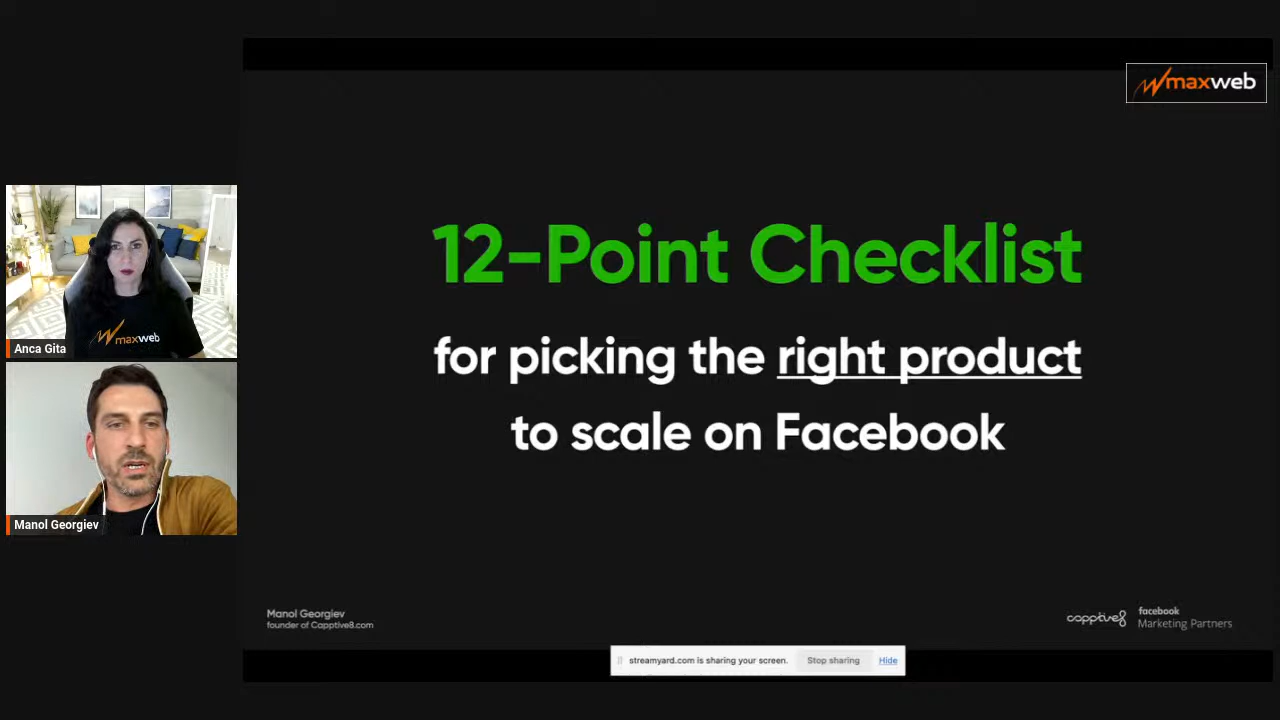 maxweb
12-Point Checklist
for picking the right product
to scale on Facebook
maxweb
Anca Gita
Manol Georgiev
Manol Georgiev
founder of Capptive8.com
capptive8
facebook
Marketing Partners
streamyard.com is sharing your screen.
Stop sharing
Hide